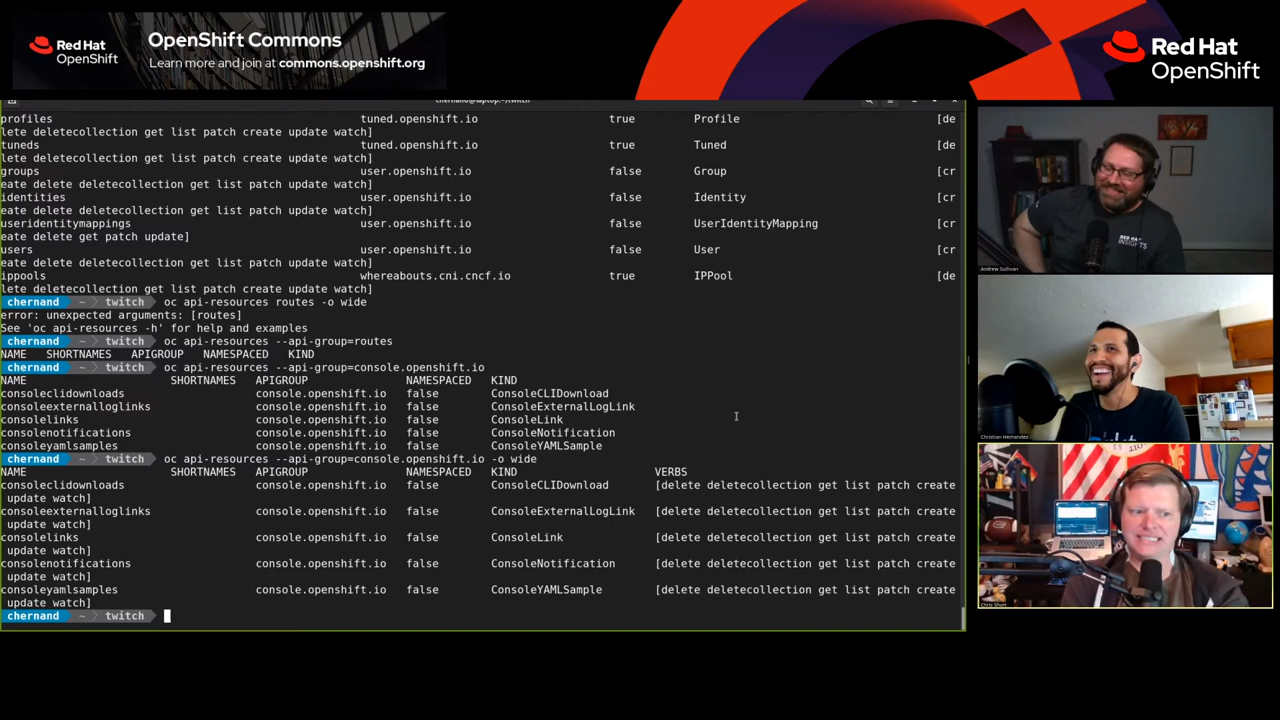 Red Hat
OpenShift
OpenShift Commons
Learn more and join at commons.openshift.org
Red Hat
OpenShift
chernand@laptop:~/twitch
profiles tuned.openshift.io true Profile [de
lete deletecollection get list patch create update watch]
tuneds tuned.openshift.io true Tuned [de
lete deletecollection get list patch create update watch]
groups user.openshift.io false Group [cr
eate delete deletecollection get list patch update watch]
identities user.openshift.io false Identity [cr
eate delete deletecollection get list patch update watch]
useridentitymappings user.openshift.io false UserIdentityMapping [cr
eate delete get patch update]
users user.openshift.io false User [cr
eate delete deletecollection get list patch update watch]
ippools whereabouts.cni.cncf.io true IPPool [de
lete deletecollection get list patch create update watch]
chernand ~ twitch oc api-resources routes -o wide
error: unexpected arguments: [routes]
See 'oc api-resources -h' for help and examples
chernand ~ twitch oc api-resources --api-group=routes
NAME SHORTNAMES APIGROUP NAMESPACED KIND
chernand ~ twitch oc api-resources --api-group=console.openshift.io
NAME SHORTNAMES APIGROUP NAMESPACED KIND
consoleclidownloads console.openshift.io false ConsoleCLIDownload
consoleexternalloglinks console.openshift.io false ConsoleExternalLogLink
consolelinks console.openshift.io false ConsoleLink
consolenotifications console.openshift.io false ConsoleNotification
consoleyamlsamples console.openshift.io false ConsoleYAMLSample
chernand ~ twitch oc api-resources --api-group=console.openshift.io -o wide
NAME SHORTNAMES APIGROUP NAMESPACED KIND VERBS
consoleclidownloads console.openshift.io false ConsoleCLIDownload [delete deletecollection get list patch create
update watch]
consoleexternalloglinks console.openshift.io false ConsoleExternalLogLink [delete deletecollection get list patch create
update watch]
consolelinks console.openshift.io false ConsoleLink [delete deletecollection get list patch create
update watch]
consolenotifications console.openshift.io false ConsoleNotification [delete deletecollection get list patch create
update watch]
consoleyamlsamples console.openshift.io false ConsoleYAMLSample [delete deletecollection get list patch create
update watch]
chernand ~ twitch
RED HAT
INSIGHTS
Andrew Sullivan
Christian Hernandez
Chris Short